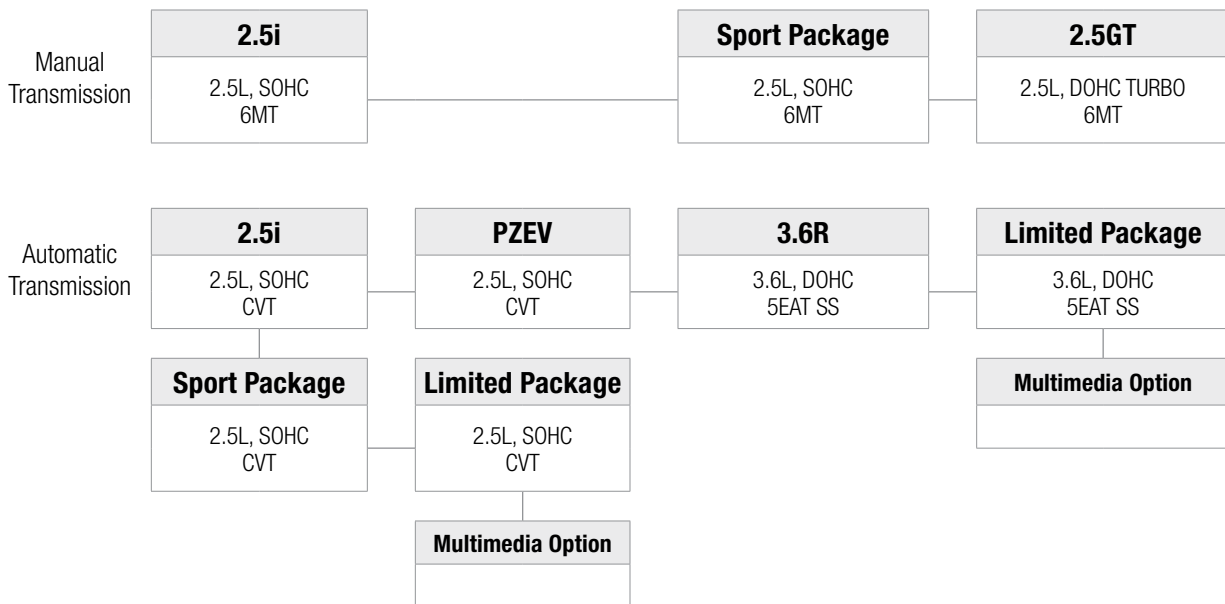 Manual
Transmission
2.5i
2.5L, SOHC
6MT
Sport Package
2.5L, SOHC
6MT
2.5GT
2.5L, DOHC TURBO
6MT
Automatic
Transmission
2.5i
2.5L, SOHC
CVT
PZEV
2.5L, SOHC
CVT
3.6R
3.6L, DOHC
5EAT SS
Limited Package
3.6L, DOHC
5EAT SS
Sport Package
2.5L, SOHC
CVT
Limited Package
2.5L, SOHC
CVT
Multimedia Option
Multimedia Option